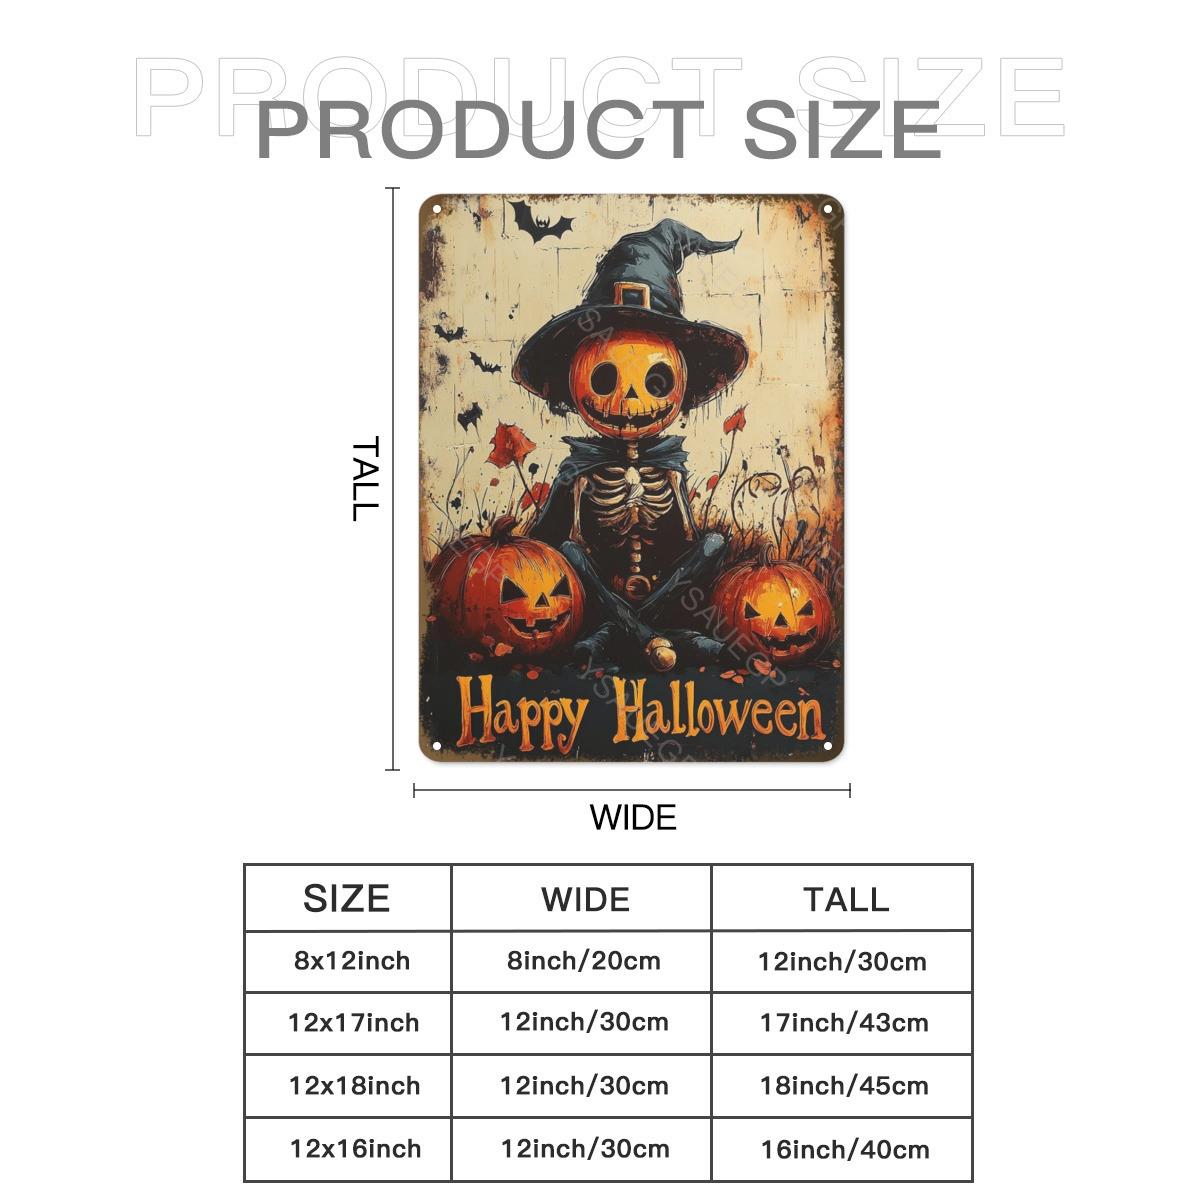 PRODUCT SIZE
PRODUCT SIZE
TALL
Happy Halloween
WIDE
SIZE WIDE TALL
8x12inch 8inch/20cm 12inch/30cm
12x17inch 12inch/30cm 17inch/43cm
12x18inch 12inch/30cm 18inch/45cm
12x16inch 12inch/30cm 16inch/40cm